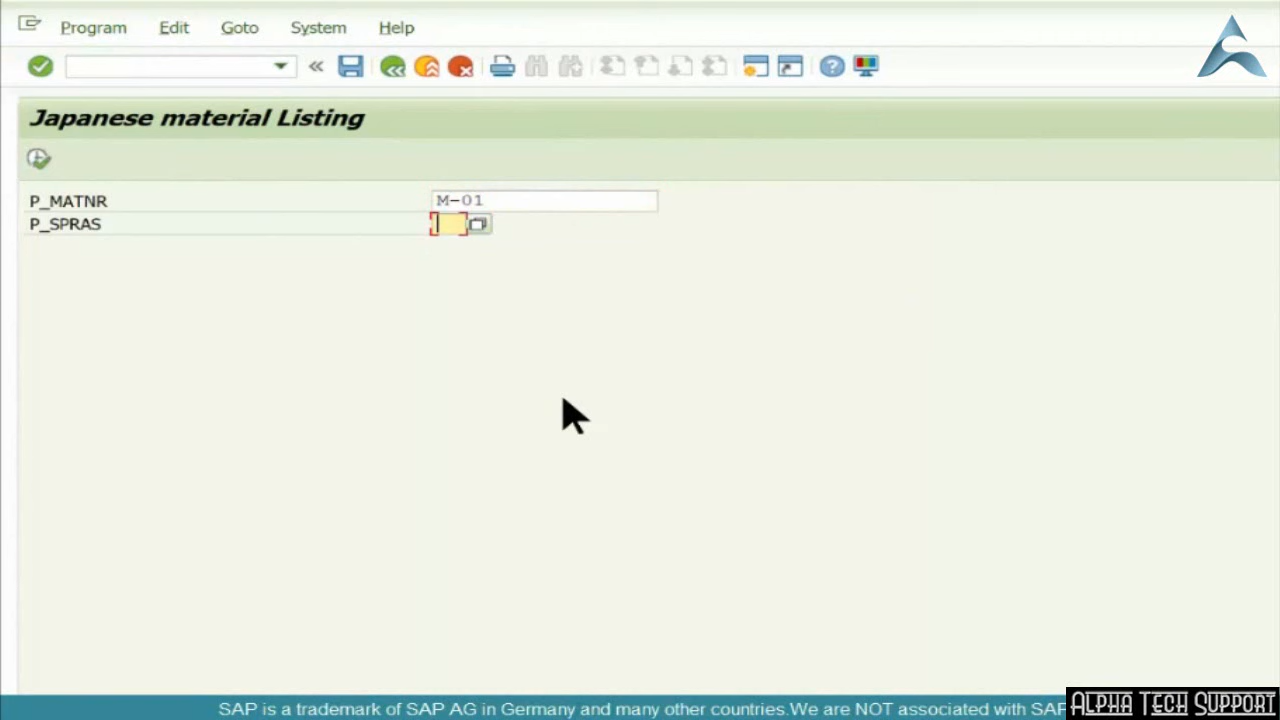 Program Edit Goto System Help
Japanese material Listing
P_MATNR M-01
P_SPRAS
SAP is a trademark of SAP AG in Germany and many other countries.We are NOT associated with SAP
ALPHA TECH SUPPORT